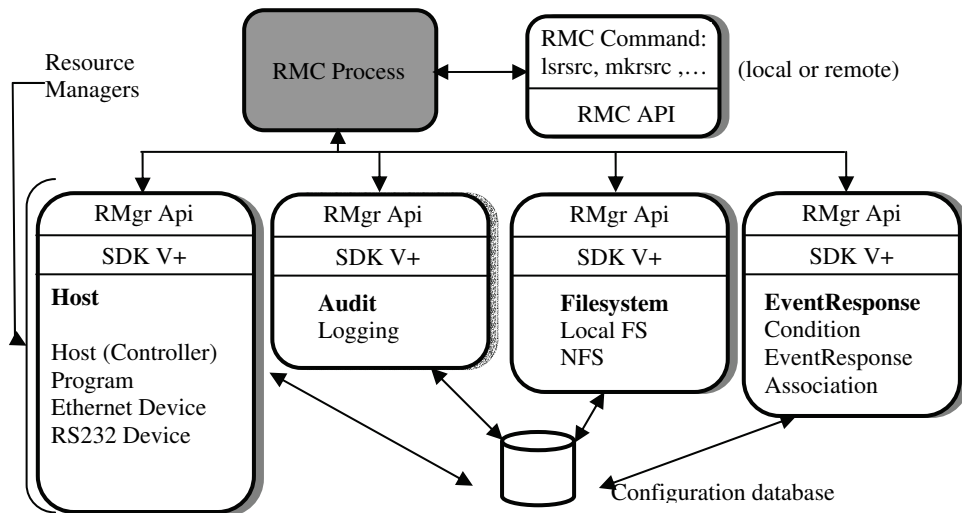 Resource
Managers
RMC Process
RMC Command:
lsrsrc, mkrsrc ,…
RMC API
(local or remote)
RMgr Api
SDK V+
Host
Host (Controller)
Program
Ethernet Device
RS232 Device
RMgr Api
SDK V+
Audit
Logging
RMgr Api
SDK V+
Filesystem
Local FS
NFS
RMgr Api
SDK V+
EventResponse
Condition
EventResponse
Association
Configuration database